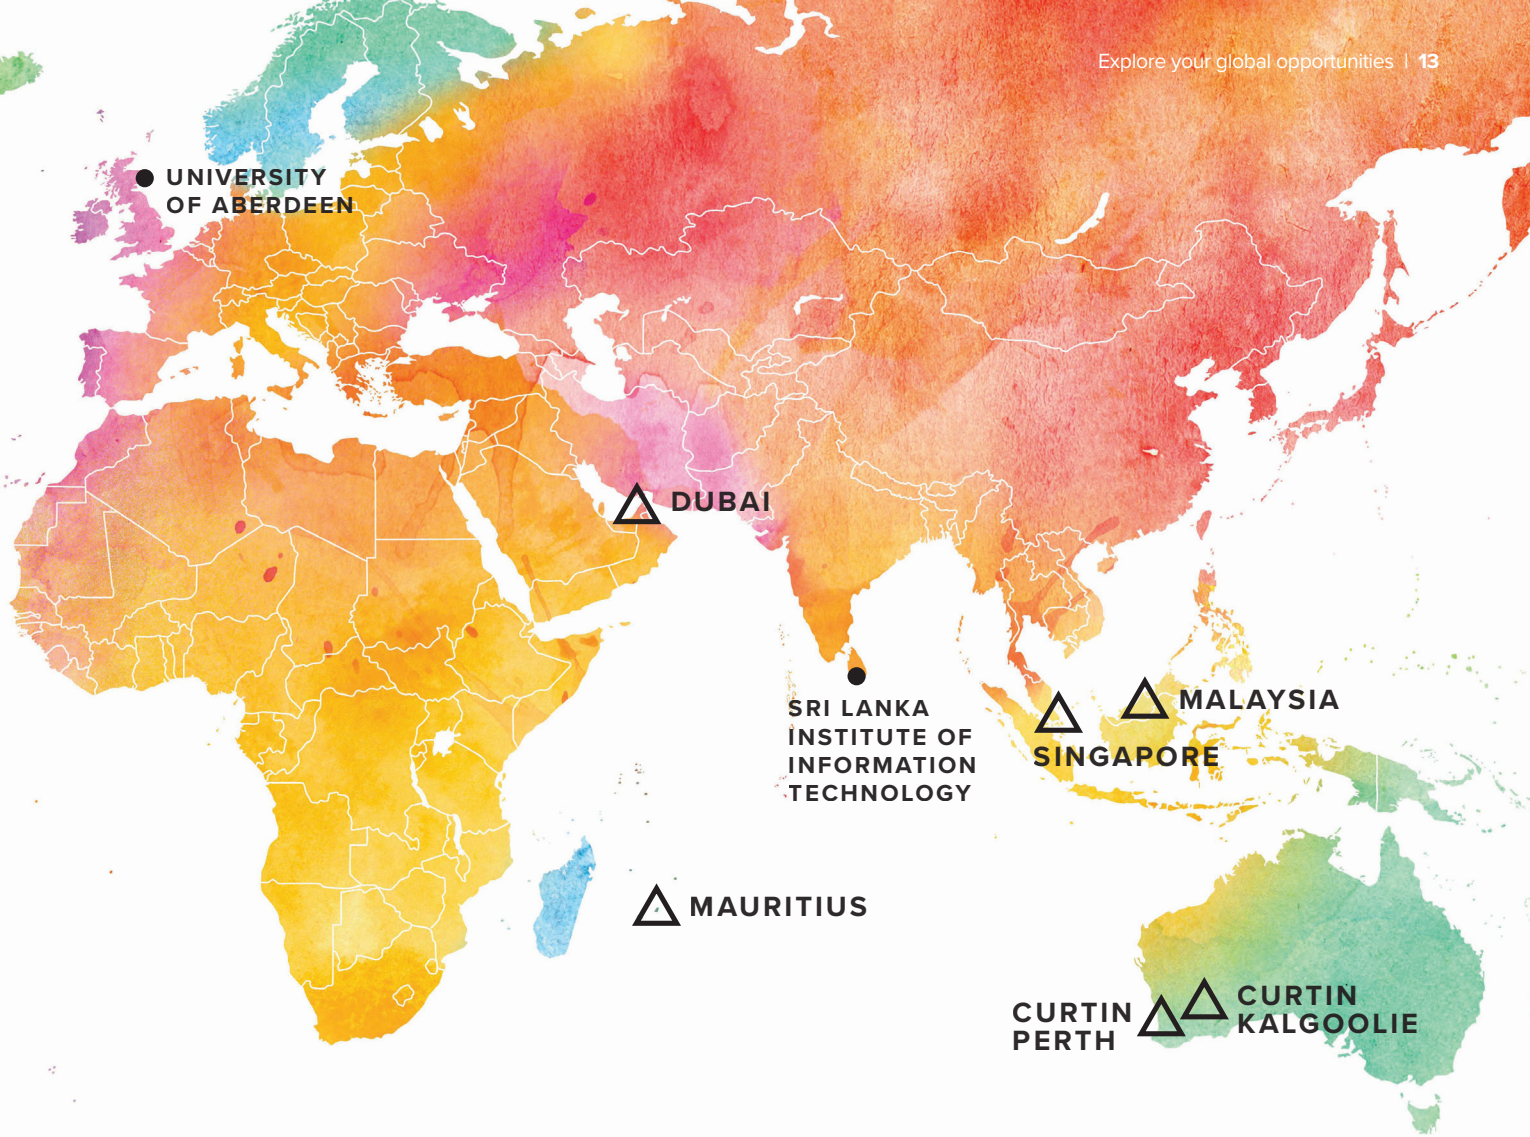 Explore your global opportunities | 13
UNIVERSITY
OF ABERDEEN
DUBAI
SRI LANKA
INSTITUTE OF
INFORMATION
TECHNOLOGY
MALAYSIA
SINGAPORE
MAURITIUS
CURTIN
PERTH
CURTIN
KALGOOLIE